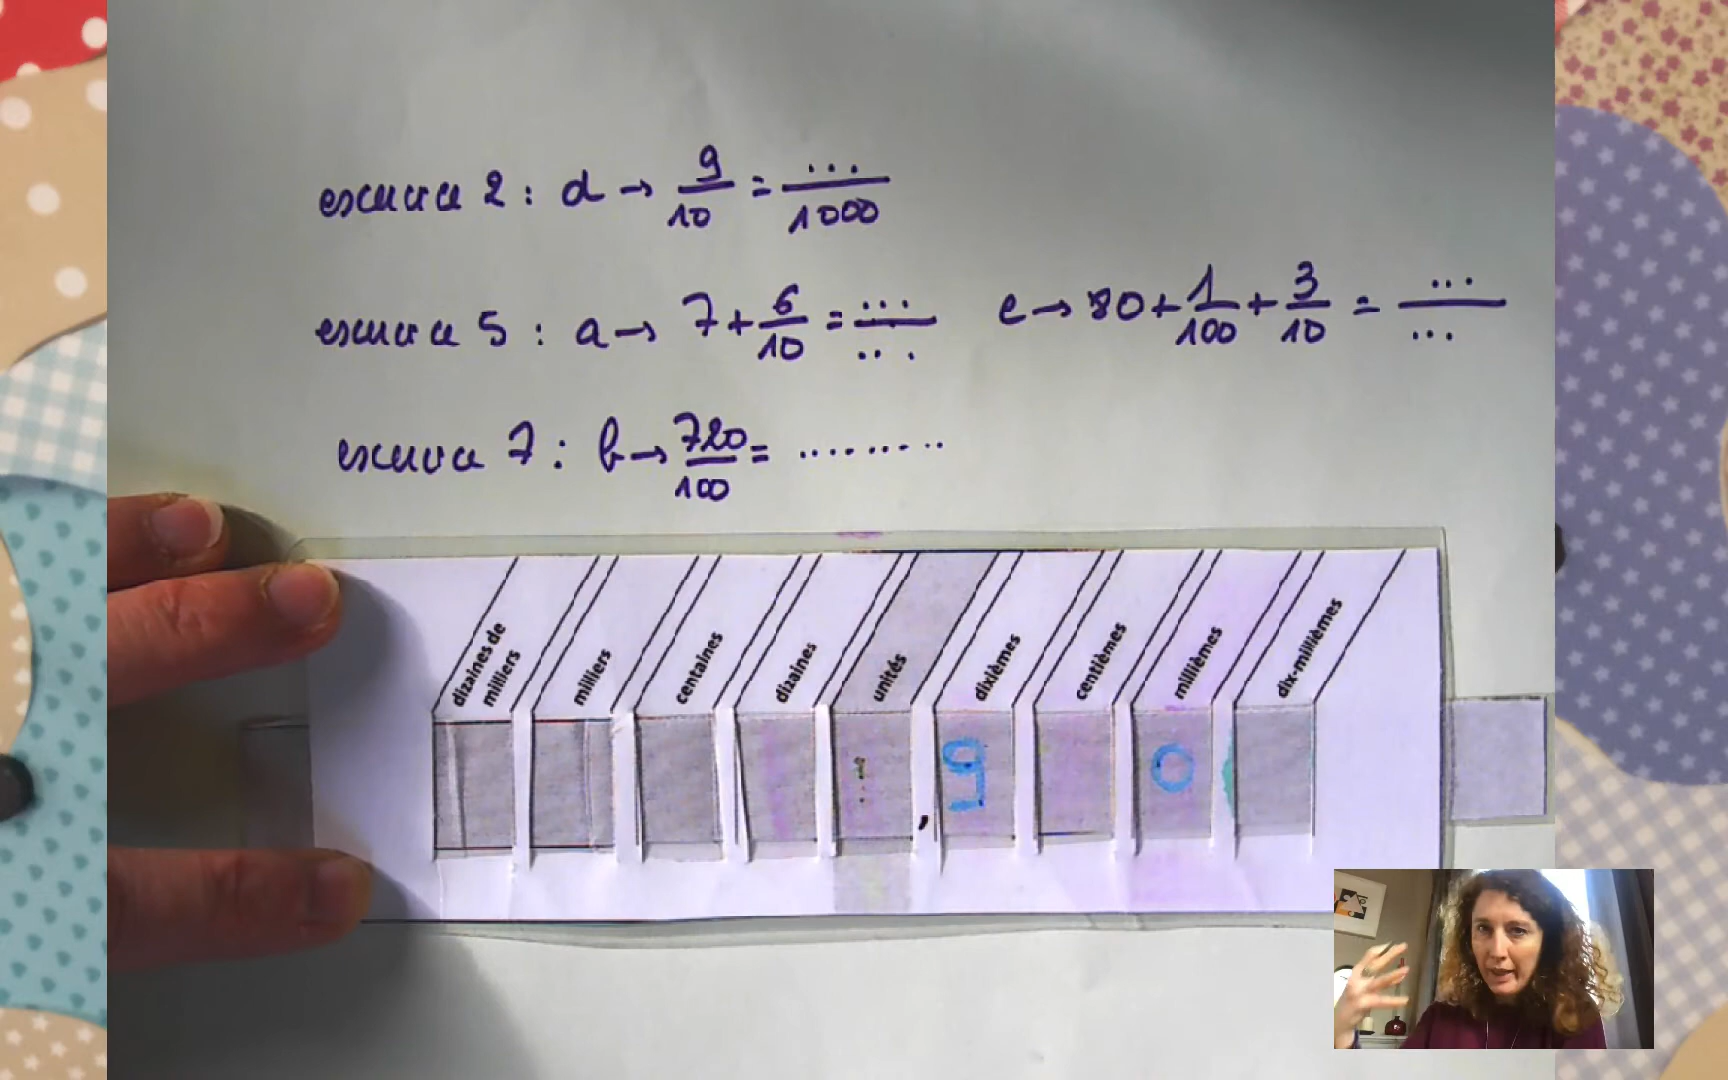 exercice 2 : d → 9/10 = .../1000
exercice 5 : a → 7 + 6/10 = .../... e → 80 + 1/100 + 3/10 = .../...
exercice 7 : b → 720/100 = .........
dizaines de milliers
milliers
centaines
dizaines
unités
dixièmes
centièmes
millièmes
dix-millièmes
, 9 0